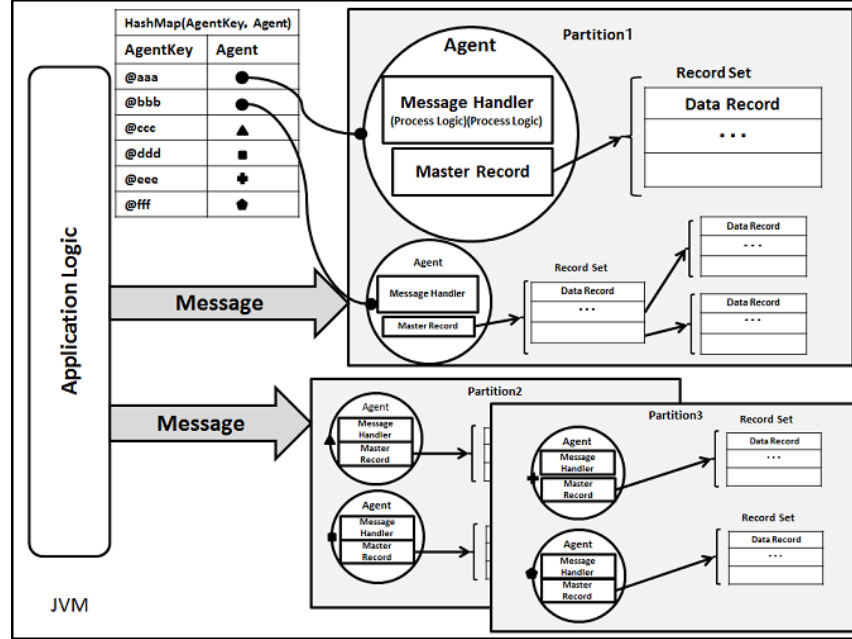 HashMap(AgentKey, Agent)
AgentKey Agent
@aaa
@bbb
@ccc
@ddd
@eee
@fff
Application Logic
JVM
Message
Message
Partition1
Agent
Message Handler
(Process Logic)(Process Logic)
Master Record
Record Set
Data Record
...
Agent
Message Handler
Master Record
Record Set
Data Record
...
Data Record
...
Data Record
...
Partition2
Agent
Message
Handler
Master
Record
Agent
Message
Handler
Master
Record
Partition3
Agent
Message
Handler
Master
Record
Record Set
Data Record
...
Agent
Message
Handler
Master
Record
Record Set
Data Record
...